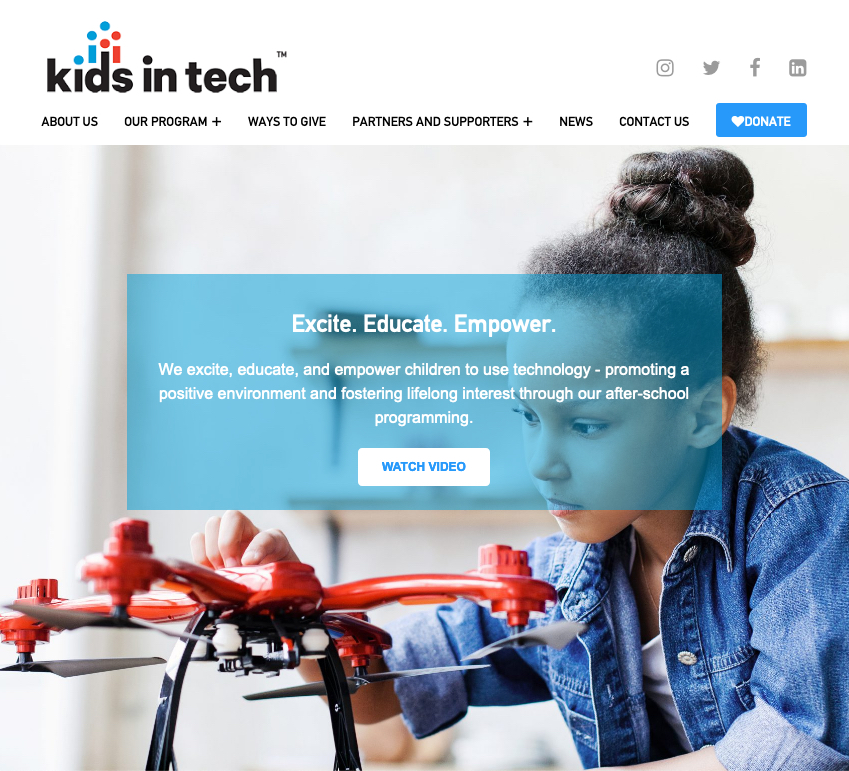 kids in tech™
ABOUT US OUR PROGRAM + WAYS TO GIVE PARTNERS AND SUPPORTERS + NEWS CONTACT US DONATE
Excite. Educate. Empower.
We excite, educate, and empower children to use technology - promoting a
positive environment and fostering lifelong interest through our after-school
programming.
WATCH VIDEO